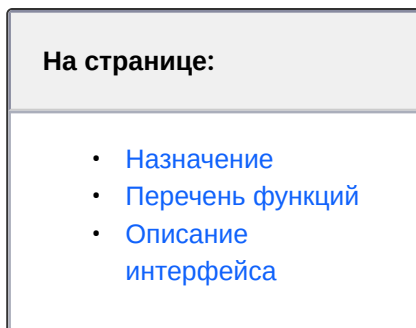 На странице:
• Назначение
• Перечень функций
• Описание
интерфейса